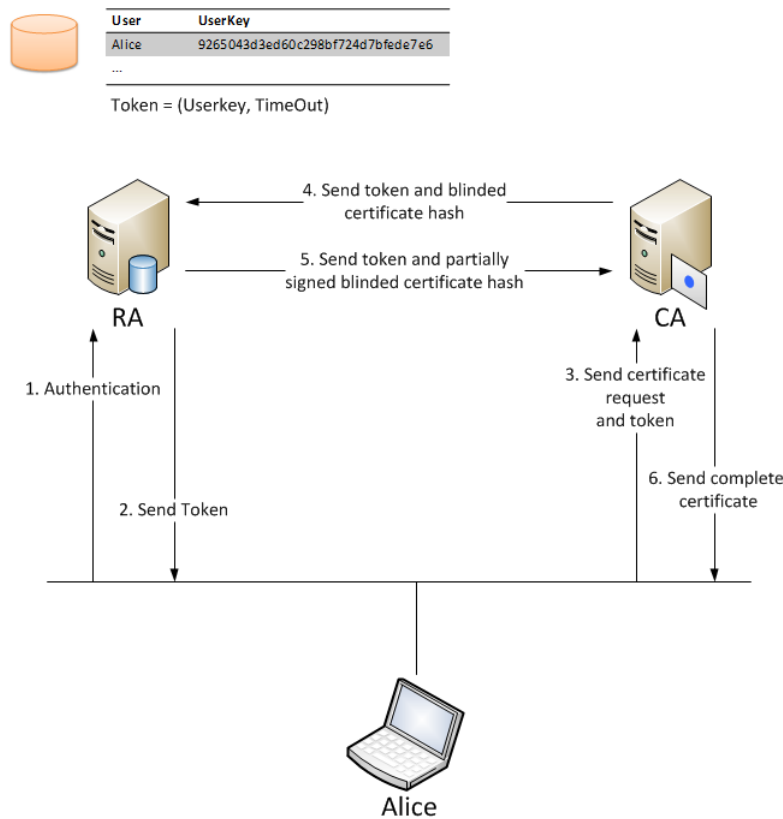 User UserKey
Alice 9265043d3ed60c298bf724d7bfede7e6
...
Token = (Userkey, TimeOut)
4. Send token and blinded
certificate hash
5. Send token and partially
signed blinded certificate hash
RA
CA
1. Authentication
3. Send certificate
request
and token
2. Send Token
6. Send complete
certificate
Alice